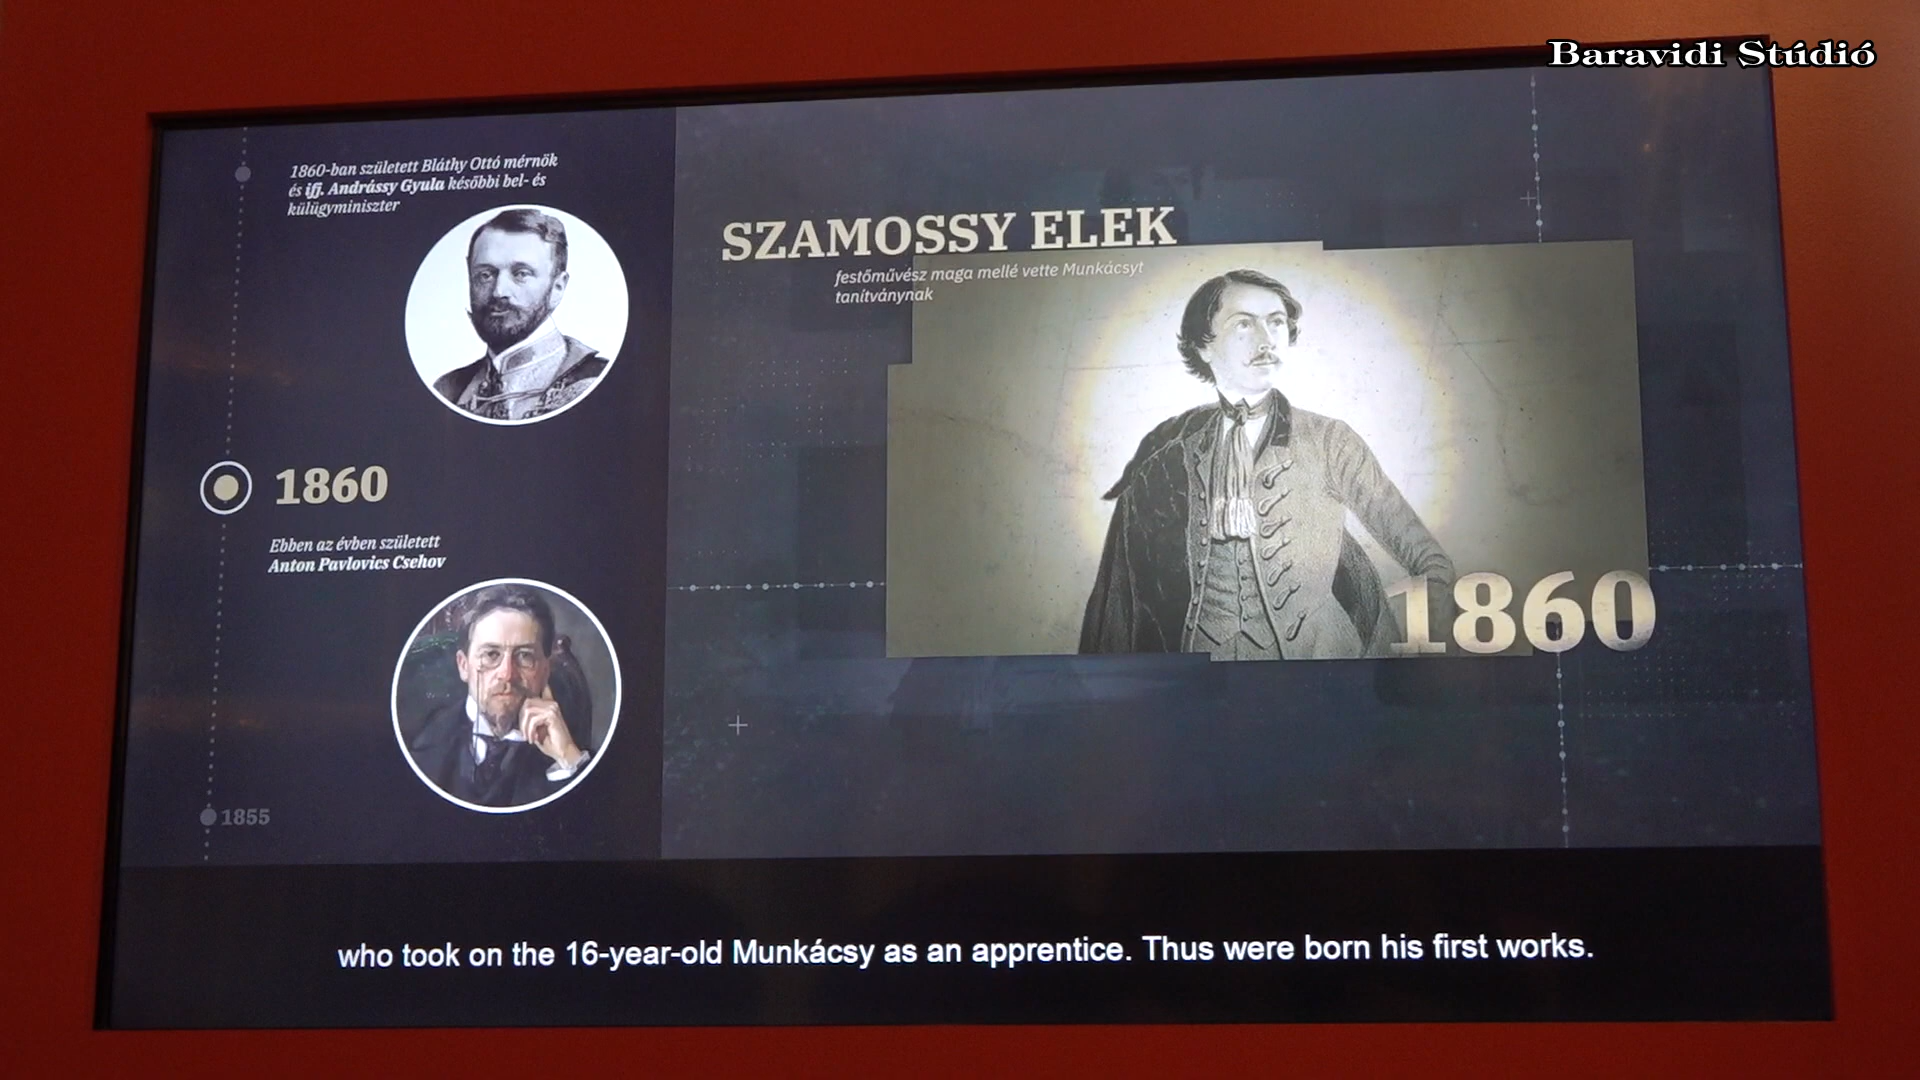 Baravidi Stúdió
1860-ban született Bláthy Ottó mérnök
és ifj. Andrássy Gyula későbbi bel- és
külügyminiszter
1860
Ebben az évben született
Anton Pavlovics Csehov
1855
SZAMOSSY ELEK
festőművész maga mellé vette Munkácsyt
tanítványnak
1860
who took on the 16-year-old Munkácsy as an apprentice. Thus were born his first works.